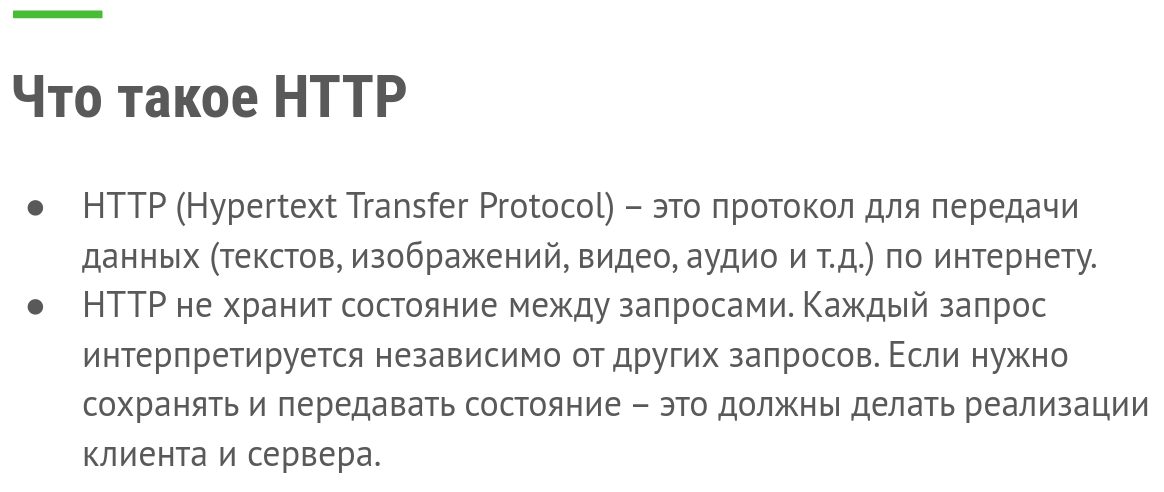 Что такое HTTP
● HTTP (Hypertext Transfer Protocol) – это протокол для передачи
данных (текстов, изображений, видео, аудио и т.д.) по интернету.
● HTTP не хранит состояние между запросами. Каждый запрос
интерпретируется независимо от других запросов. Если нужно
сохранять и передавать состояние – это должны делать реализации
клиента и сервера.